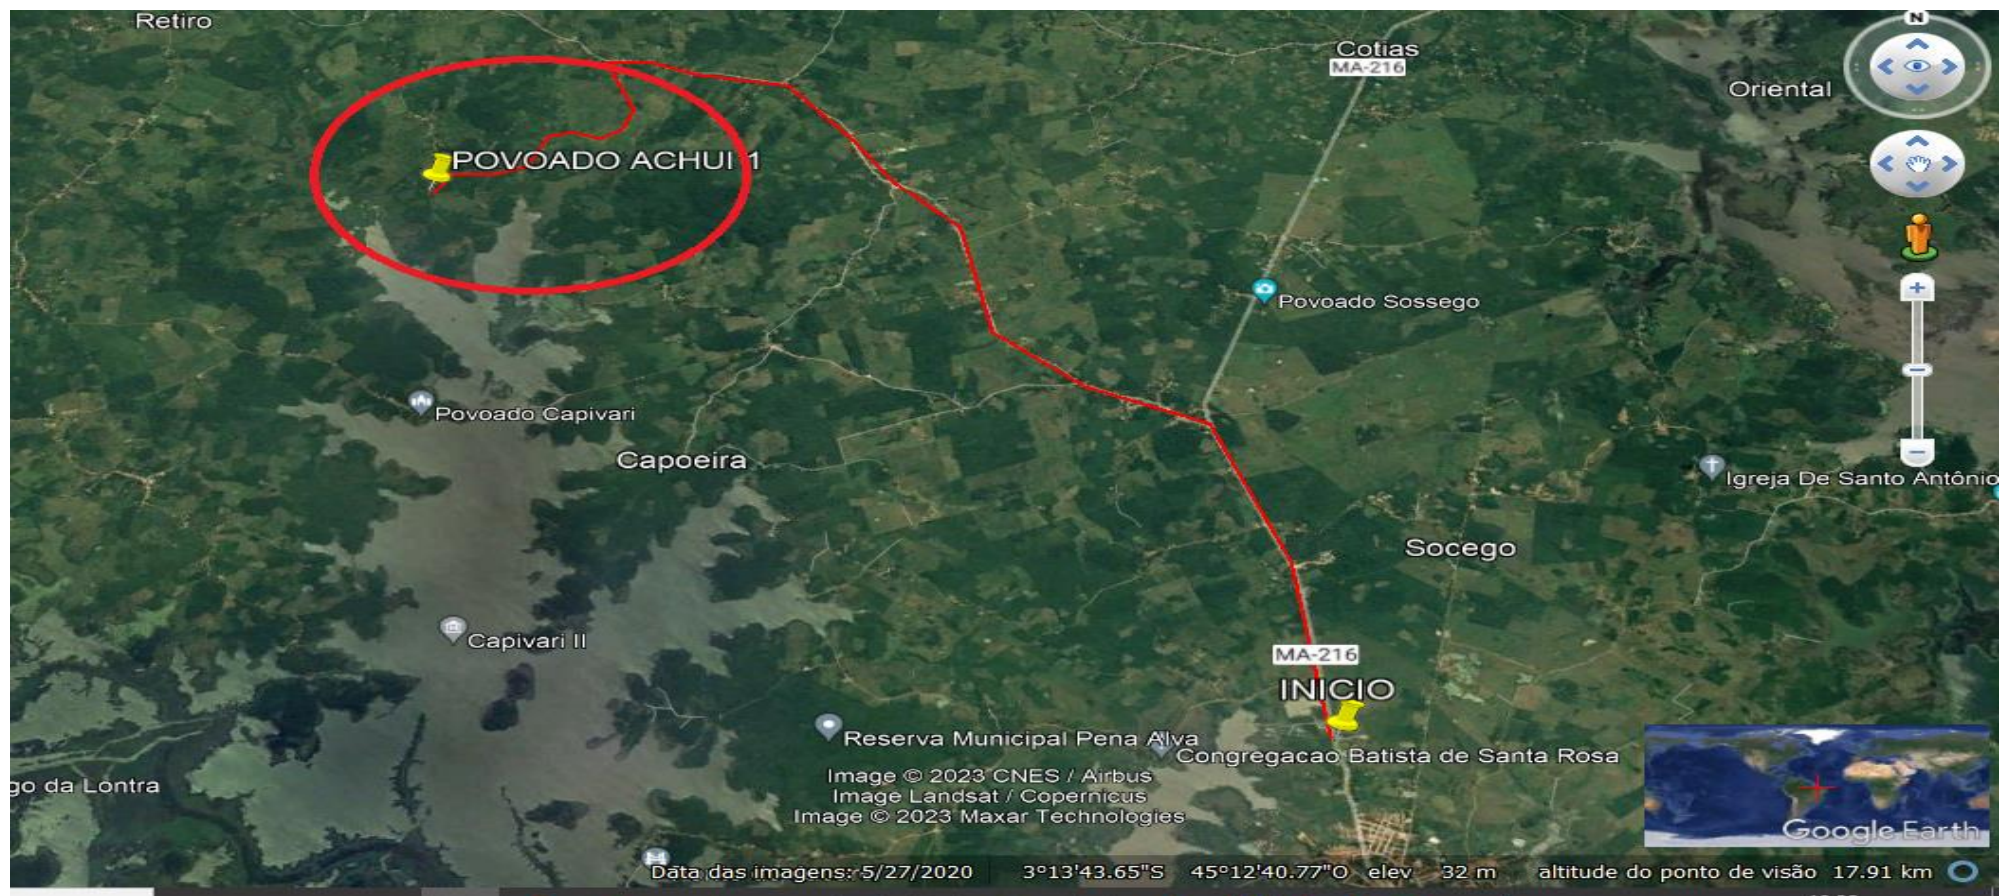 Retiro
N
Cotias
MA-216
Oriental
POVOADO ACHUI 1
Povoado Sossego
Povoado Capivari
Capoeira
Igreja De Santo Antônio
Socego
Capivari II
MA-216
INICIO
Reserva Municipal Pena Alva
Congregacao Batista de Santa Rosa
Image © 2023 CNES / Airbus
go da Lontra
Image Landsat / Copernicus
Image © 2023 Maxar Technologies
Google Earth
Data das imagens: 5/27/2020 3°13'43.65"S 45°12'40.77"O elev 32 m altitude do ponto de visão 17.91 km